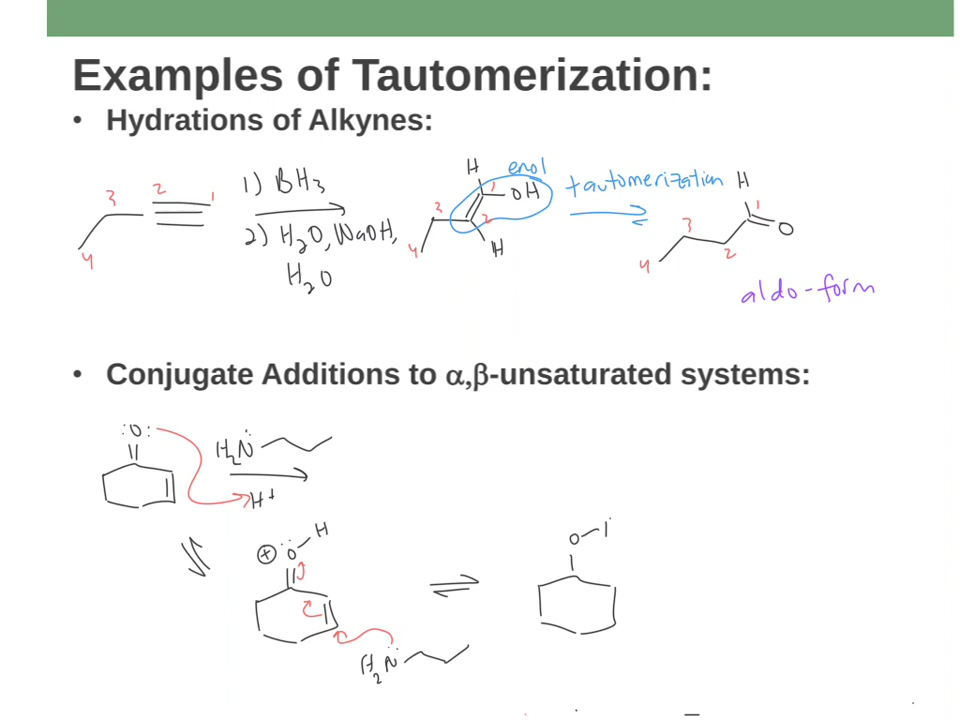 Examples of Tautomerization:
• Hydrations of Alkynes:
1) BH3
2) H2O, NaOH,
H2O
4 3 2 1
H
enol
1
OH
3
2
4
H
tautomerization
H
1
O
3
2
4
aldo-form
• Conjugate Additions to α,β-unsaturated systems:
:O:
H2N̈
H+
H
⊕ Ö
O
H2N̈